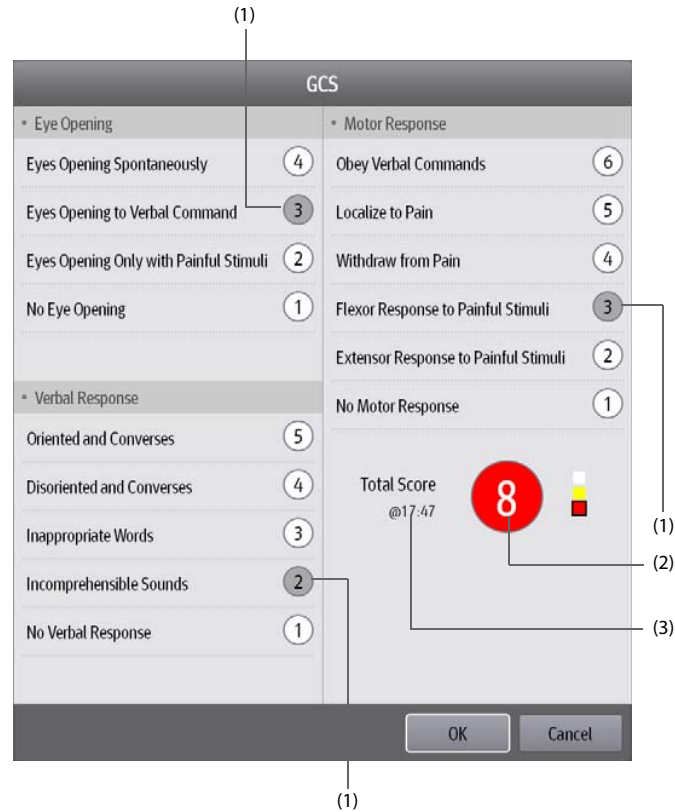 (1)
GCS
• Eye Opening
Eyes Opening Spontaneously 4
Eyes Opening to Verbal Command 3
Eyes Opening Only with Painful Stimuli 2
No Eye Opening 1
• Verbal Response
Oriented and Converses 5
Disoriented and Converses 4
Inappropriate Words 3
Incomprehensible Sounds 2
No Verbal Response 1
• Motor Response
Obey Verbal Commands 6
Localize to Pain 5
Withdraw from Pain 4
Flexor Response to Painful Stimuli 3
Extensor Response to Painful Stimuli 2
No Motor Response 1
Total Score 8
@17:47
(1)
(2)
(3)
OK Cancel
(1)